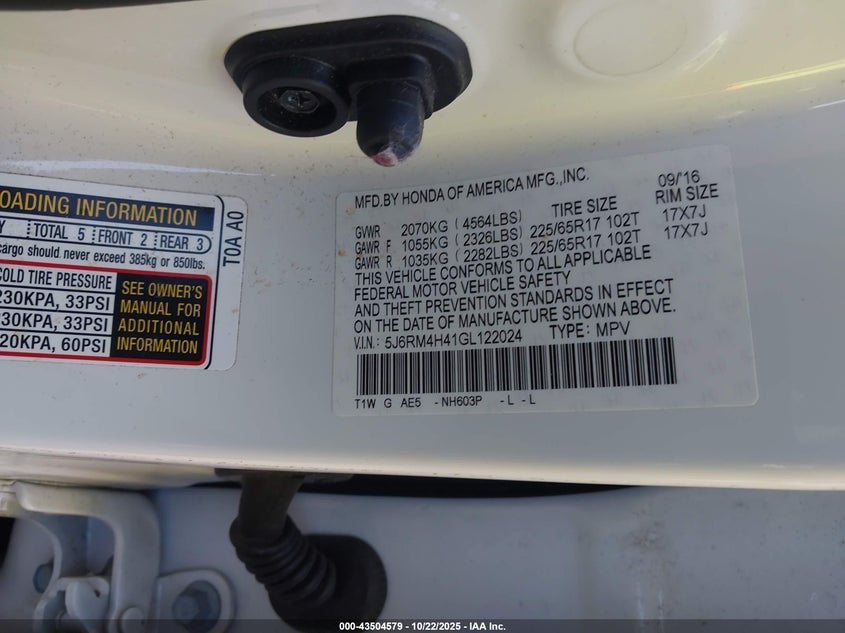 OADING INFORMATION
Y TOTAL 5 FRONT 2 REAR 3
cargo should never exceed 385kg or 850lbs.
COLD TIRE PRESSURE
230KPA, 33PSI
230KPA, 33PSI
20KPA, 60PSI
SEE OWNER'S
MANUAL FOR
ADDITIONAL
INFORMATION
T0A A0
MFD.BY HONDA OF AMERICA MFG.,INC. 09/16
TIRE SIZE RIM SIZE
GVWR 2070KG (4564LBS)
GAWR F 1055KG (2326LBS) 225/65R17 102T 17X7J
GAWR R 1035KG (2282LBS) 225/65R17 102T 17X7J
THIS VEHICLE CONFORMS TO ALL APPLICABLE
FEDERAL MOTOR VEHICLE SAFETY
AND THEFT PREVENTION STANDARDS IN EFFECT
ON THE DATE OF MANUFACTURE SHOWN ABOVE.
V.I.N.: 5J6RM4H41GL122024 TYPE: MPV
T1W G AE5 -NH603P -L -L
000-43504579 - 10/22/2025 - IAA Inc.